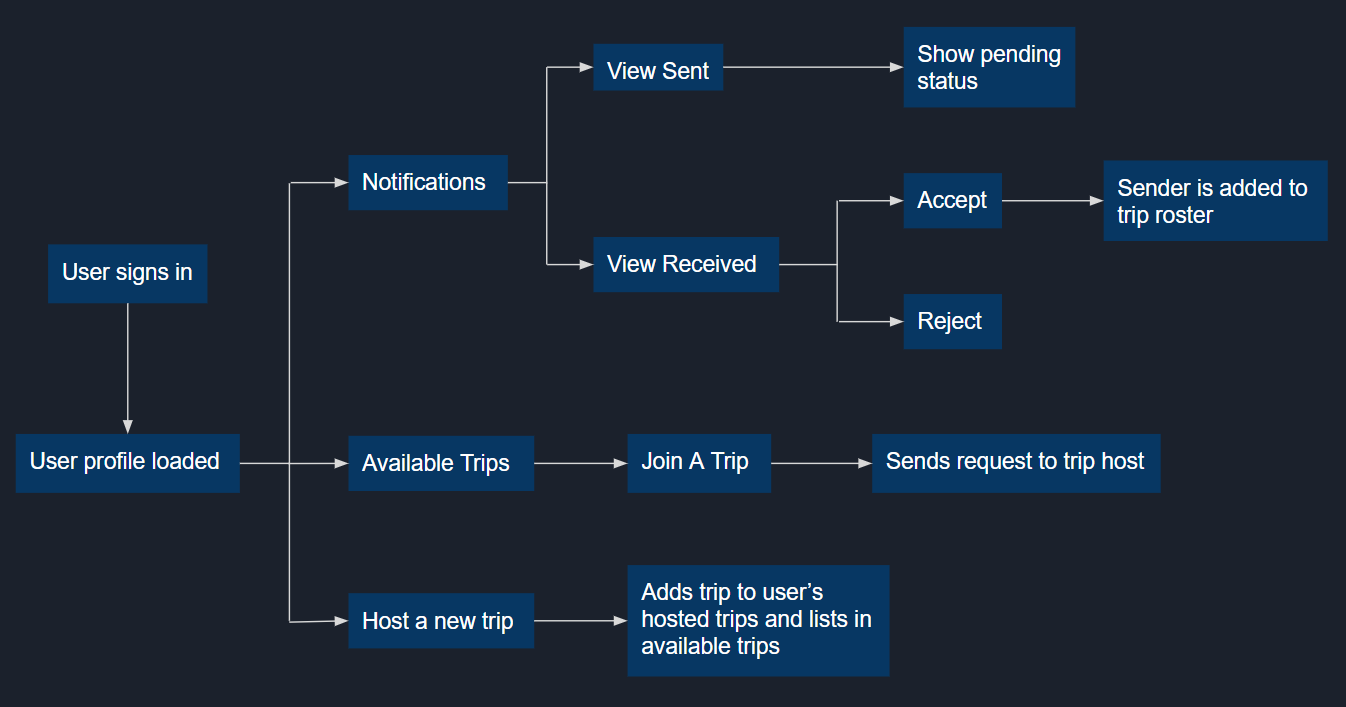 View Sent
Show pending
status
Notifications
Accept
Sender is added to
trip roster
User signs in
View Received
Reject
User profile loaded
Available Trips
Join A Trip
Sends request to trip host
Host a new trip
Adds trip to user’s
hosted trips and lists in
available trips